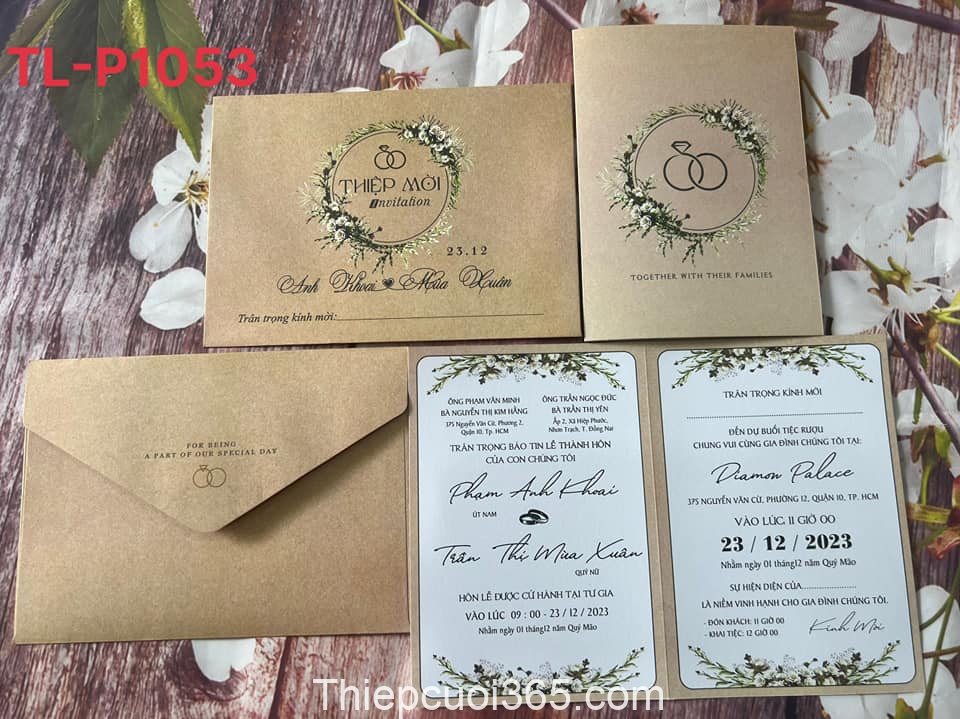 TL-P1053
THIỆP MỜI
Invitation
23.12
Anh Khoai Mùa Xuân
Trân trọng kính mời:
TOGETHER WITH THEIR FAMILIES
FOR BEING
A PART OF OUR SPECIAL DAY
ÔNG PHẠM VĂN MINH
BÀ NGUYỄN THỊ KIM HẰNG
375 Nguyễn Văn Cừ, Phường 2,
Quận 10, Tp. HCM
ÔNG TRẦN NGỌC ĐỨC
BÀ TRẦN THỊ YẾN
Ấp 2, Xã Hiệp Phước,
Nhơn Trạch, T. Đồng Nai
TRÂN TRỌNG BÁO TIN LỄ THÀNH HÔN
CỦA CON CHÚNG TÔI
Phạm Anh Khoai
ÚT NAM
Trần Thị Mùa Xuân
QUÝ NỮ
HÔN LỄ ĐƯỢC CỬ HÀNH TẠI TƯ GIA
VÀO LÚC 09 : 00 - 23 / 12 / 2023
Nhằm ngày 01 tháng12 năm Quý Mão
TRÂN TRỌNG KÍNH MỜI
ĐẾN DỰ BUỔI TIỆC RƯỢU
CHUNG VUI CÙNG GIA ĐÌNH CHÚNG TÔI TẠI:
Diamon Palace
375 NGUYỄN VĂN CỪ, PHƯỜNG 12, QUẬN 10, TP. HCM
VÀO LÚC 11 GIỜ 00
23 / 12 / 2023
Nhằm ngày 01 tháng12 năm Quý Mão
SỰ HIỆN DIỆN CỦA......................
LÀ NIỀM VINH HẠNH CHO GIA ĐÌNH CHÚNG TÔI.
- ĐÓN KHÁCH: 11 GIỜ 00
- KHAI TIỆC: 12 GIỜ 00
Kính Mời
Thiepcuoi365.com